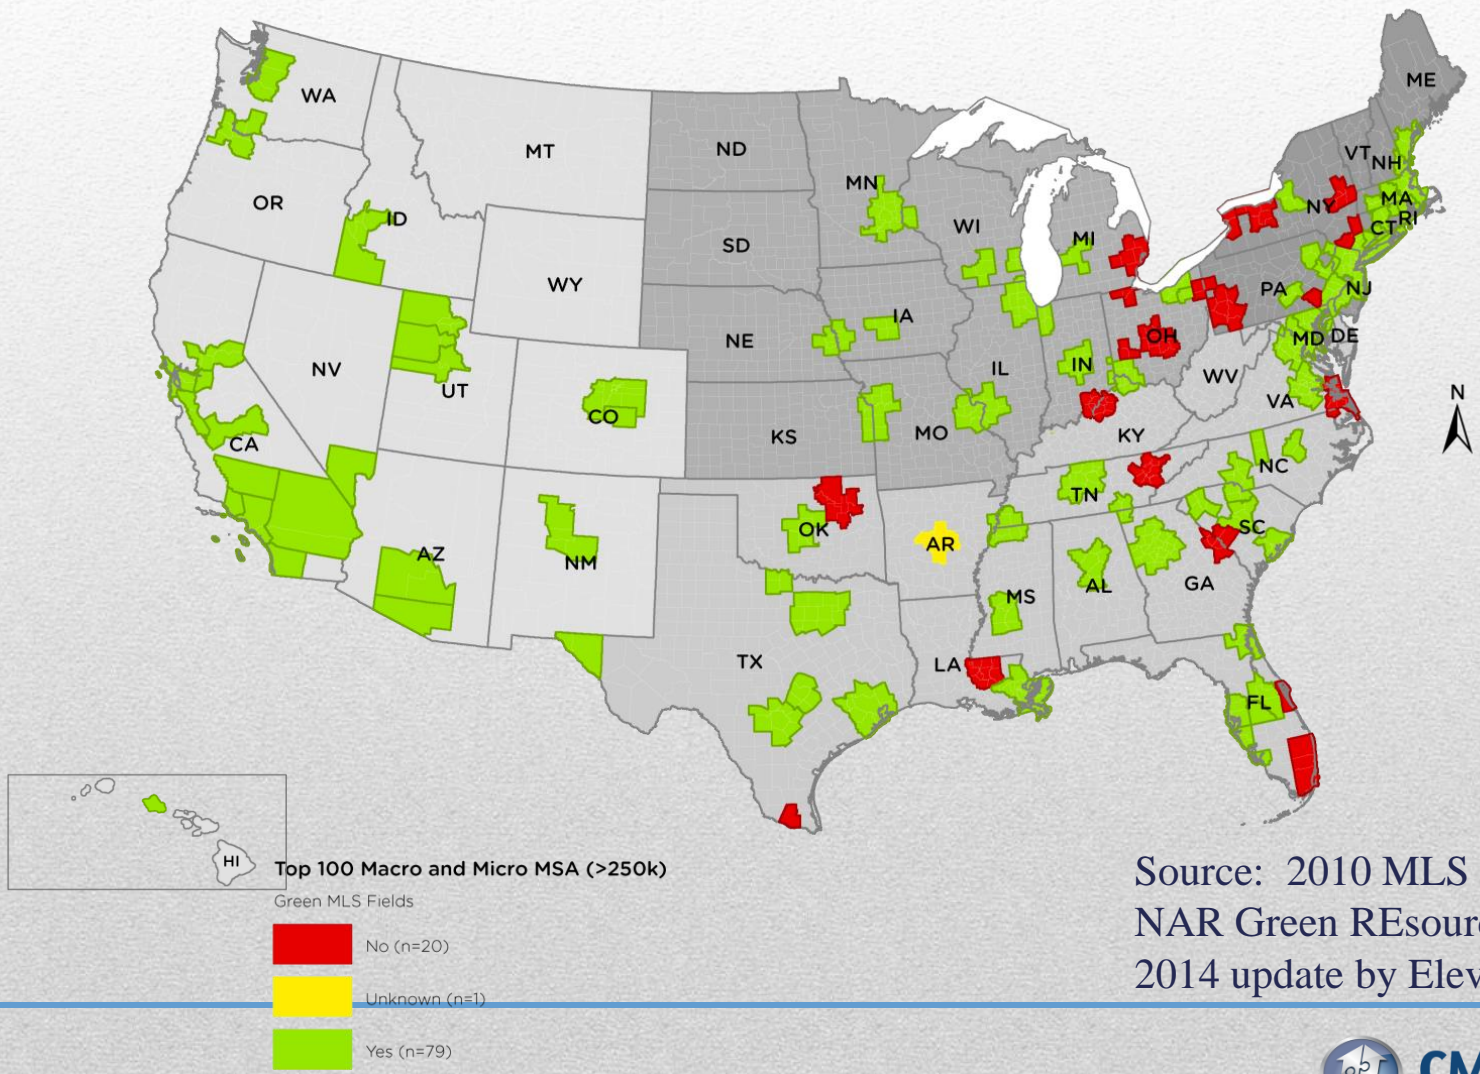 ME
WA
MT
ND
VT
NH
MN
OR
ID
WI
MI
NY
MA
RI
CT
SD
WY
PA
NJ
NE
IA
OH
MD
DE
NV
UT
IL
IN
WV
CO
VA
N
CA
KS
MO
KY
NC
TN
AZ
NM
OK
AR
SC
MS
AL
GA
TX
LA
FL
HI
Top 100 Macro and Micro MSA (>250k)
Green MLS Fields
No (n=20)
Unknown (n=1)
Yes (n=79)
Source: 2010 MLS
NAR Green REsour
2014 update by Elev
CM